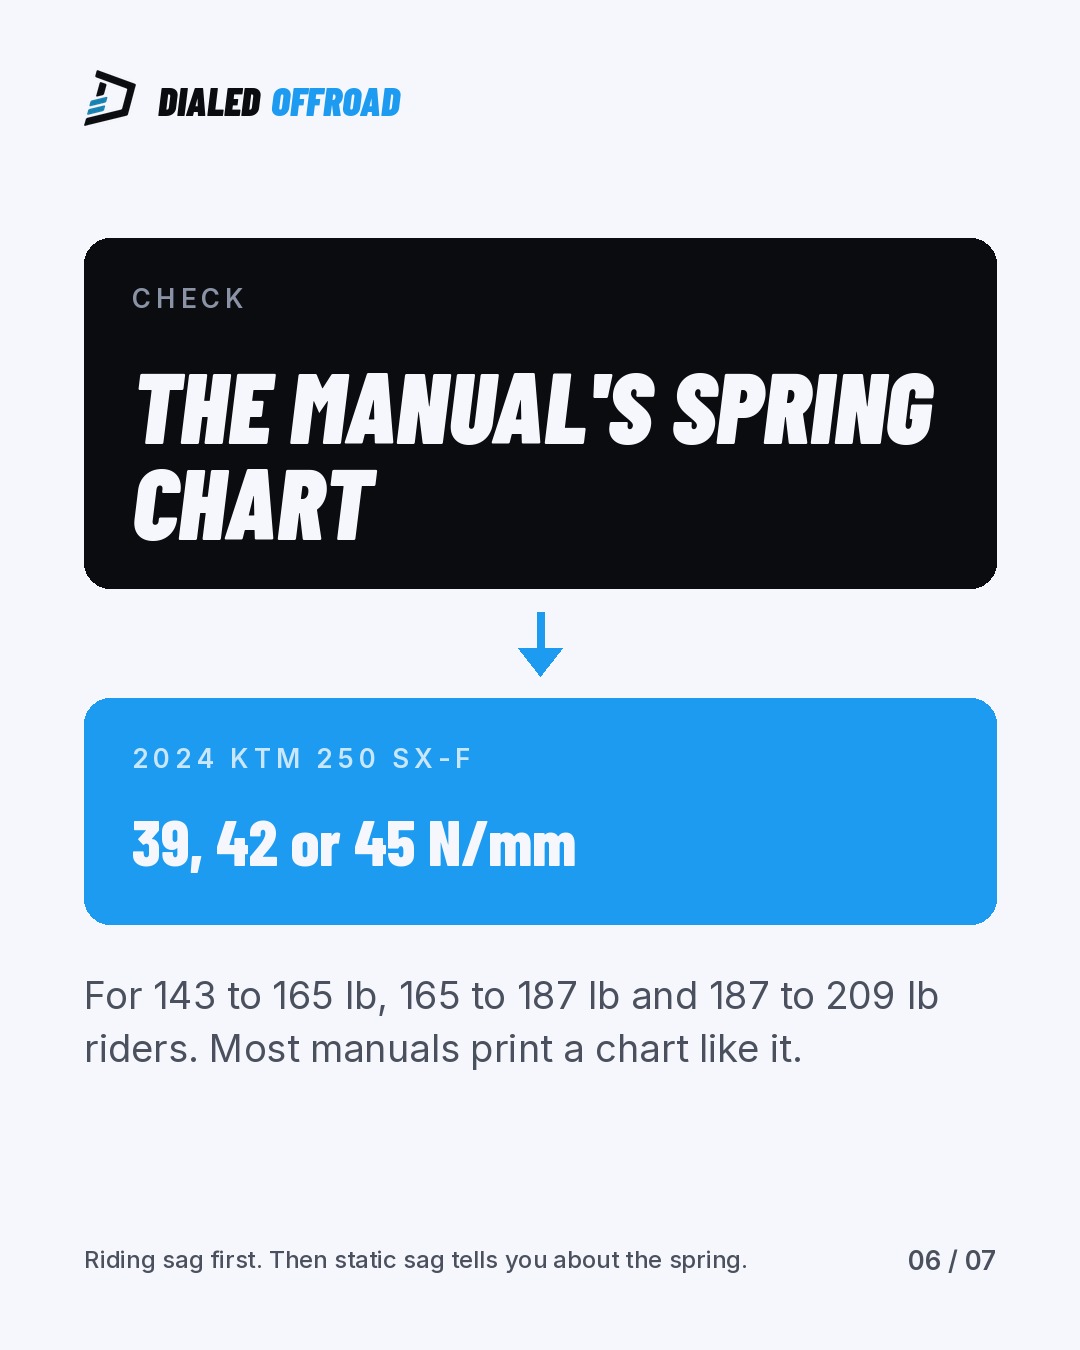 DIALED OFFROAD
CHECK
THE MANUAL'S SPRING
CHART
2024 KTM 250 SX-F
39, 42 or 45 N/mm
For 143 to 165 lb, 165 to 187 lb and 187 to 209 lb
riders. Most manuals print a chart like it.
Riding sag first. Then static sag tells you about the spring.
06 / 07